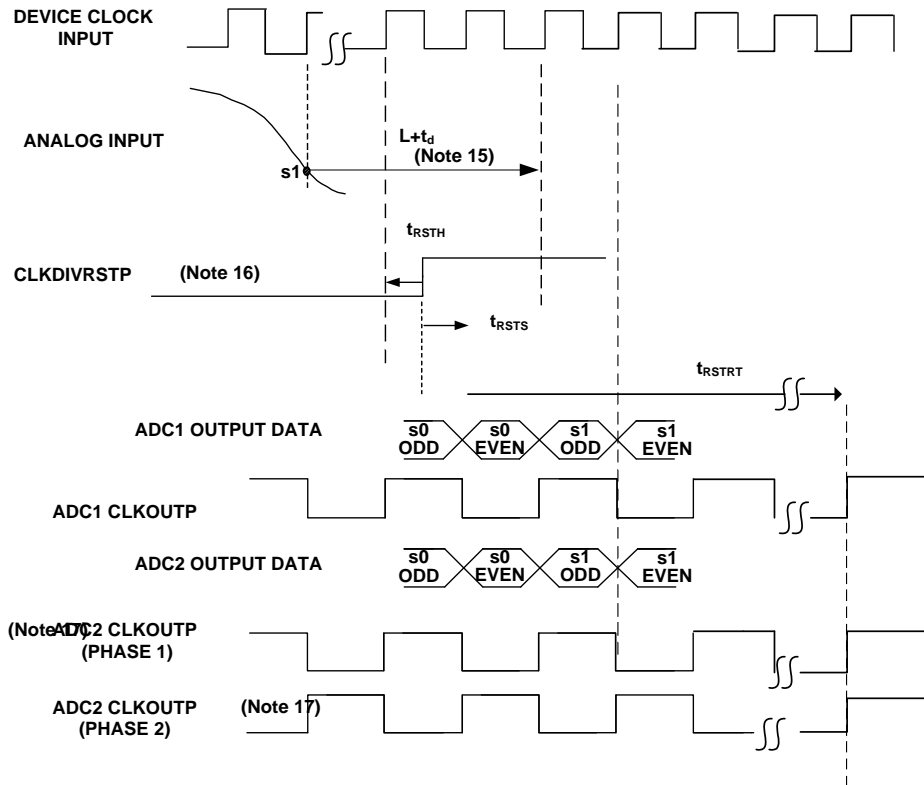 DEVICE CLOCK
INPUT
ANALOG INPUT
s1
L+td
(Note 15)
tRSTH
CLKDIVRSTP
(Note 16)
tRSTS
tRSTRT
ADC1 OUTPUT DATA
s0 s0 s1 s1
ODD EVEN ODD EVEN
ADC1 CLKOUTP
ADC2 OUTPUT DATA
s0 s0 s1 s1
ODD EVEN ODD EVEN
(Note 17)
ADC2 CLKOUTP
(PHASE 1)
ADC2 CLKOUTP (Note 17)
(PHASE 2)